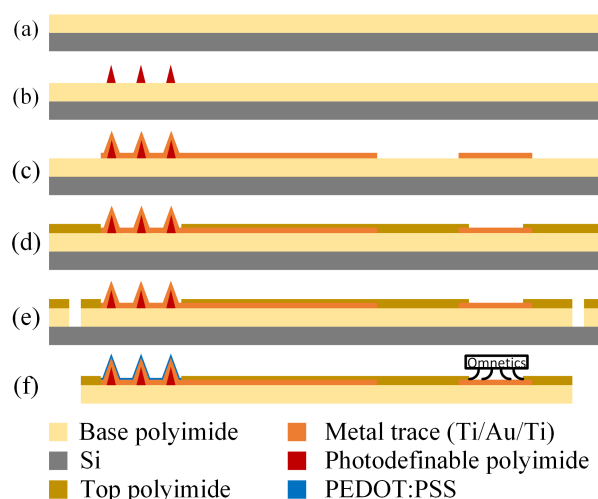 (a)
(b)
(c)
(d)
(e)
(f)
Omnetics
Base polyimide
Metal trace (Ti/Au/Ti)
Si
Photodefinable polyimide
Top polyimide
PEDOT:PSS